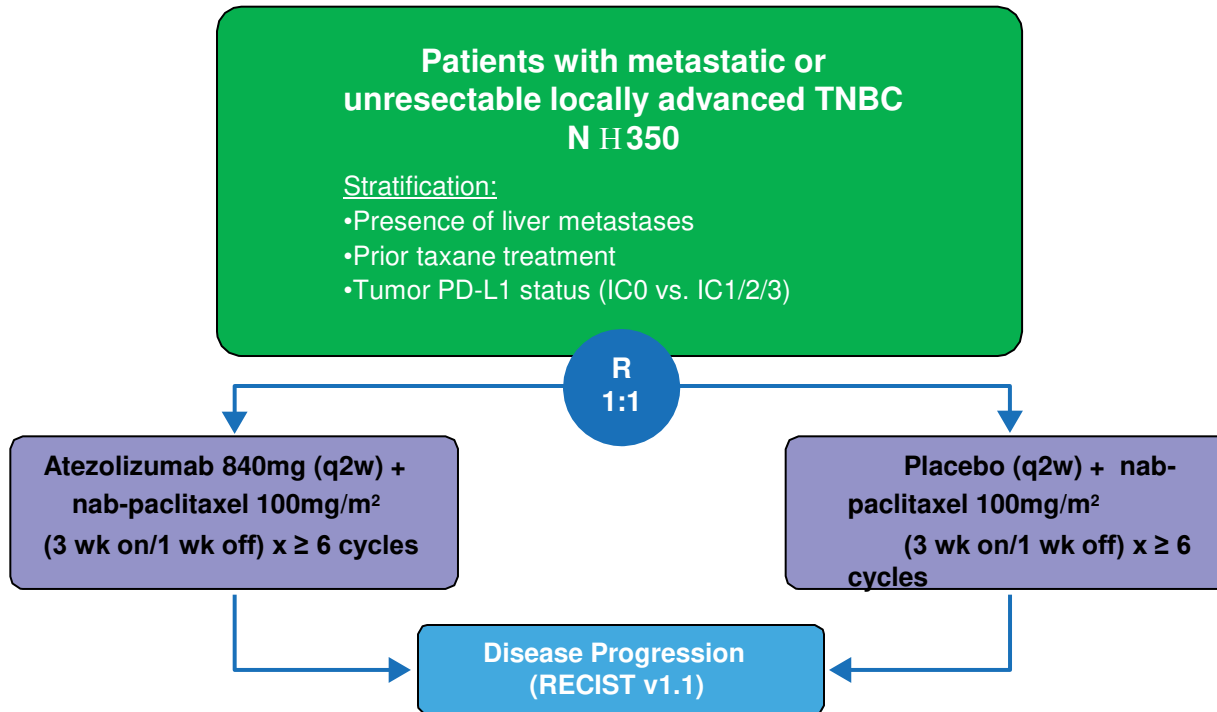 Patients with metastatic or
unresectable locally advanced TNBC
N Η350
Stratification:
•Presence of liver metastases
•Prior taxane treatment
•Tumor PD-L1 status (IC0 vs. IC1/2/3)
R
1:1
Atezolizumab 840mg (q2w) +
nab-paclitaxel 100mg/m²
(3 wk on/1 wk off) x ≥ 6 cycles
Placebo (q2w) + nab-
paclitaxel 100mg/m²
(3 wk on/1 wk off) x ≥ 6
cycles
Disease Progression
(RECIST v1.1)